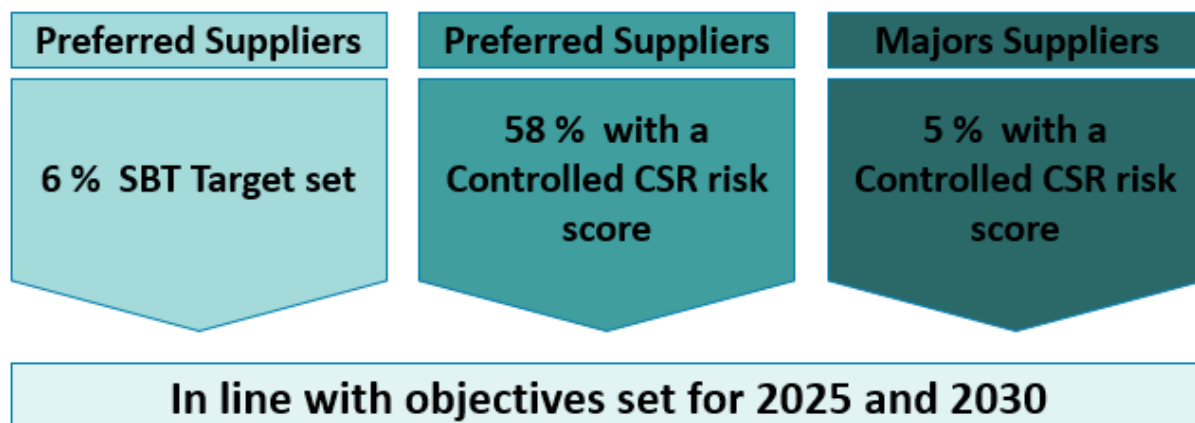 Preferred Suppliers
6 % SBT Target set
Preferred Suppliers
58 % with a
Controlled CSR risk
score
Majors Suppliers
5 % with a
Controlled CSR risk
score
In line with objectives set for 2025 and 2030